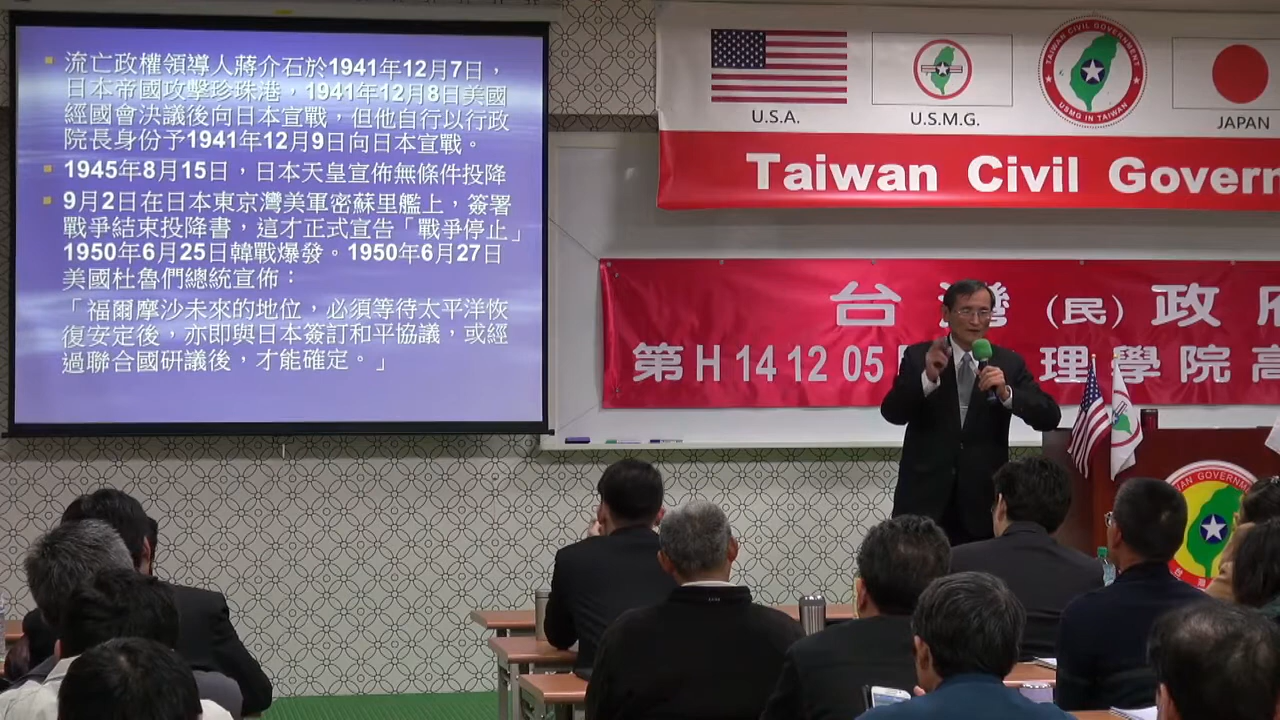 流亡政權領導人蔣介石於1941年12月7日，
日本帝國攻擊珍珠港，1941年12月8日美國
經國會決議後向日本宣戰，但他自行以行政
院長身份予1941年12月9日向日本宣戰。
1945年8月15日，日本天皇宣佈無條件投降
9月2日在日本東京灣美軍密蘇里艦上，簽署
戰爭結束投降書，這才正式宣告「戰爭停止」
1950年6月25日韓戰爆發。1950年6月27日
美國杜魯們總統宣佈：
「福爾摩沙未來的地位，必須等待太平洋恢
復安定後，亦即與日本簽訂和平協議，或經
過聯合國研議後，才能確定。」
U.S.A.
U.S.M.G.
TAIWAN CIVIL GOVERNMENT
USMG IN TAIWAN
JAPAN
Taiwan Civil Govern
台灣（民）政府
第H 14 12 05
理學院高